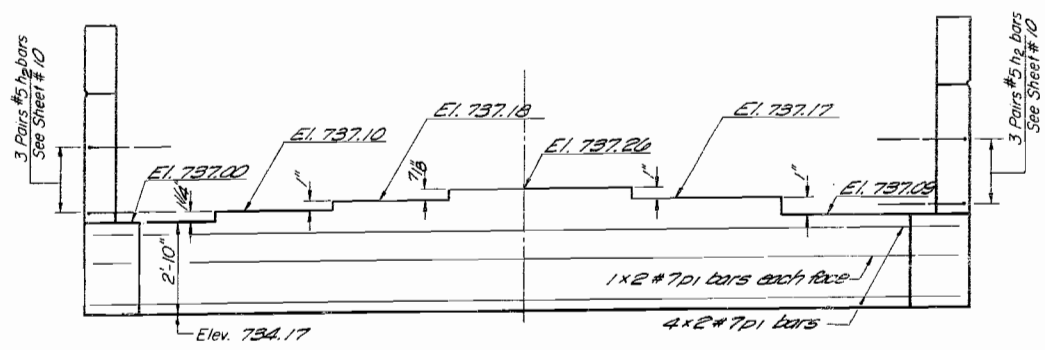 3 Pairs #5 h2 bars
See Sheet #10
El. 737.00
1¼"
El. 737.10
1"
El. 737.18
7/8"
El. 737.26
1"
El. 737.17
1"
El. 737.09
3 Pairs #5 h2 bars
See Sheet #10
2'-10"
1×2 #7p1 bars each face
4×2 #7p1 bars
Elev. 734.17